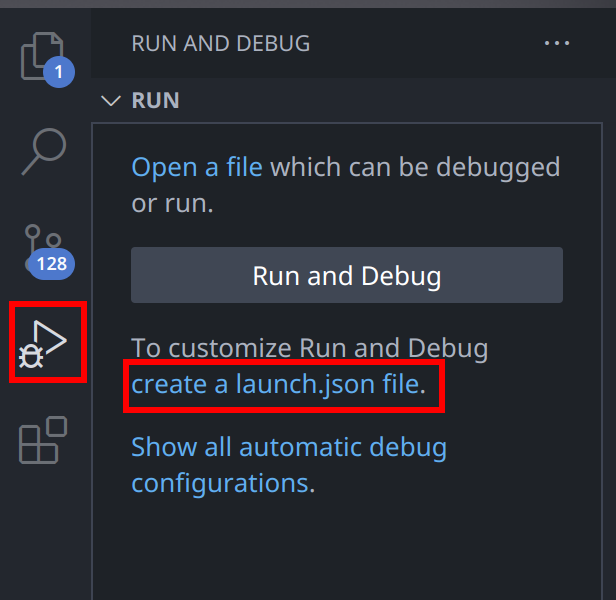 RUN AND DEBUG
1
RUN
Open a file which can be debugged
or run.
128
Run and Debug
To customize Run and Debug
create a launch.json file.
Show all automatic debug
configurations.